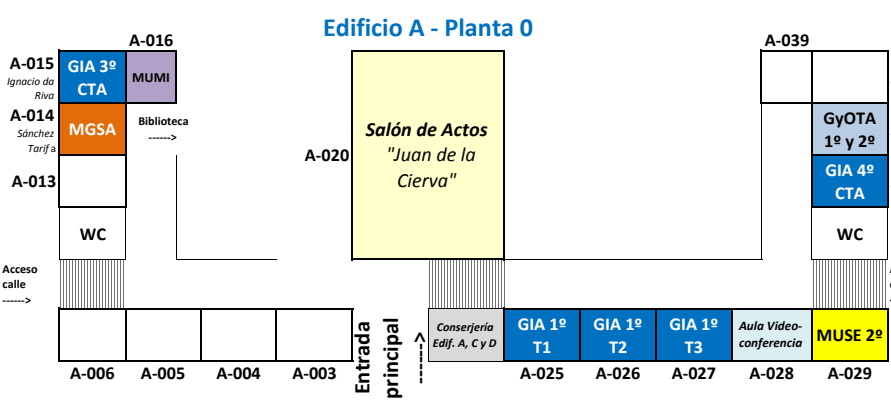 Edificio A - Planta 0
A-016
A-039
A-015
Ignacio da
Riva
GIA 3º
CTA
MUMI
A-014
Sánchez
Tarifa
MGSA
Biblioteca
------>
A-013
WC
A-020
Salón de Actos
"Juan de la
Cierva"
GyOTA
1º y 2º
GIA 4º
CTA
WC
Acceso
calle
------>
Entrada
principal
------>
Conserjería
Edif. A, C y D
GIA 1º
T1
GIA 1º
T2
GIA 1º
T3
Aula Video-
conferencia
MUSE 2º
A-006
A-005
A-004
A-003
A-025
A-026
A-027
A-028
A-029